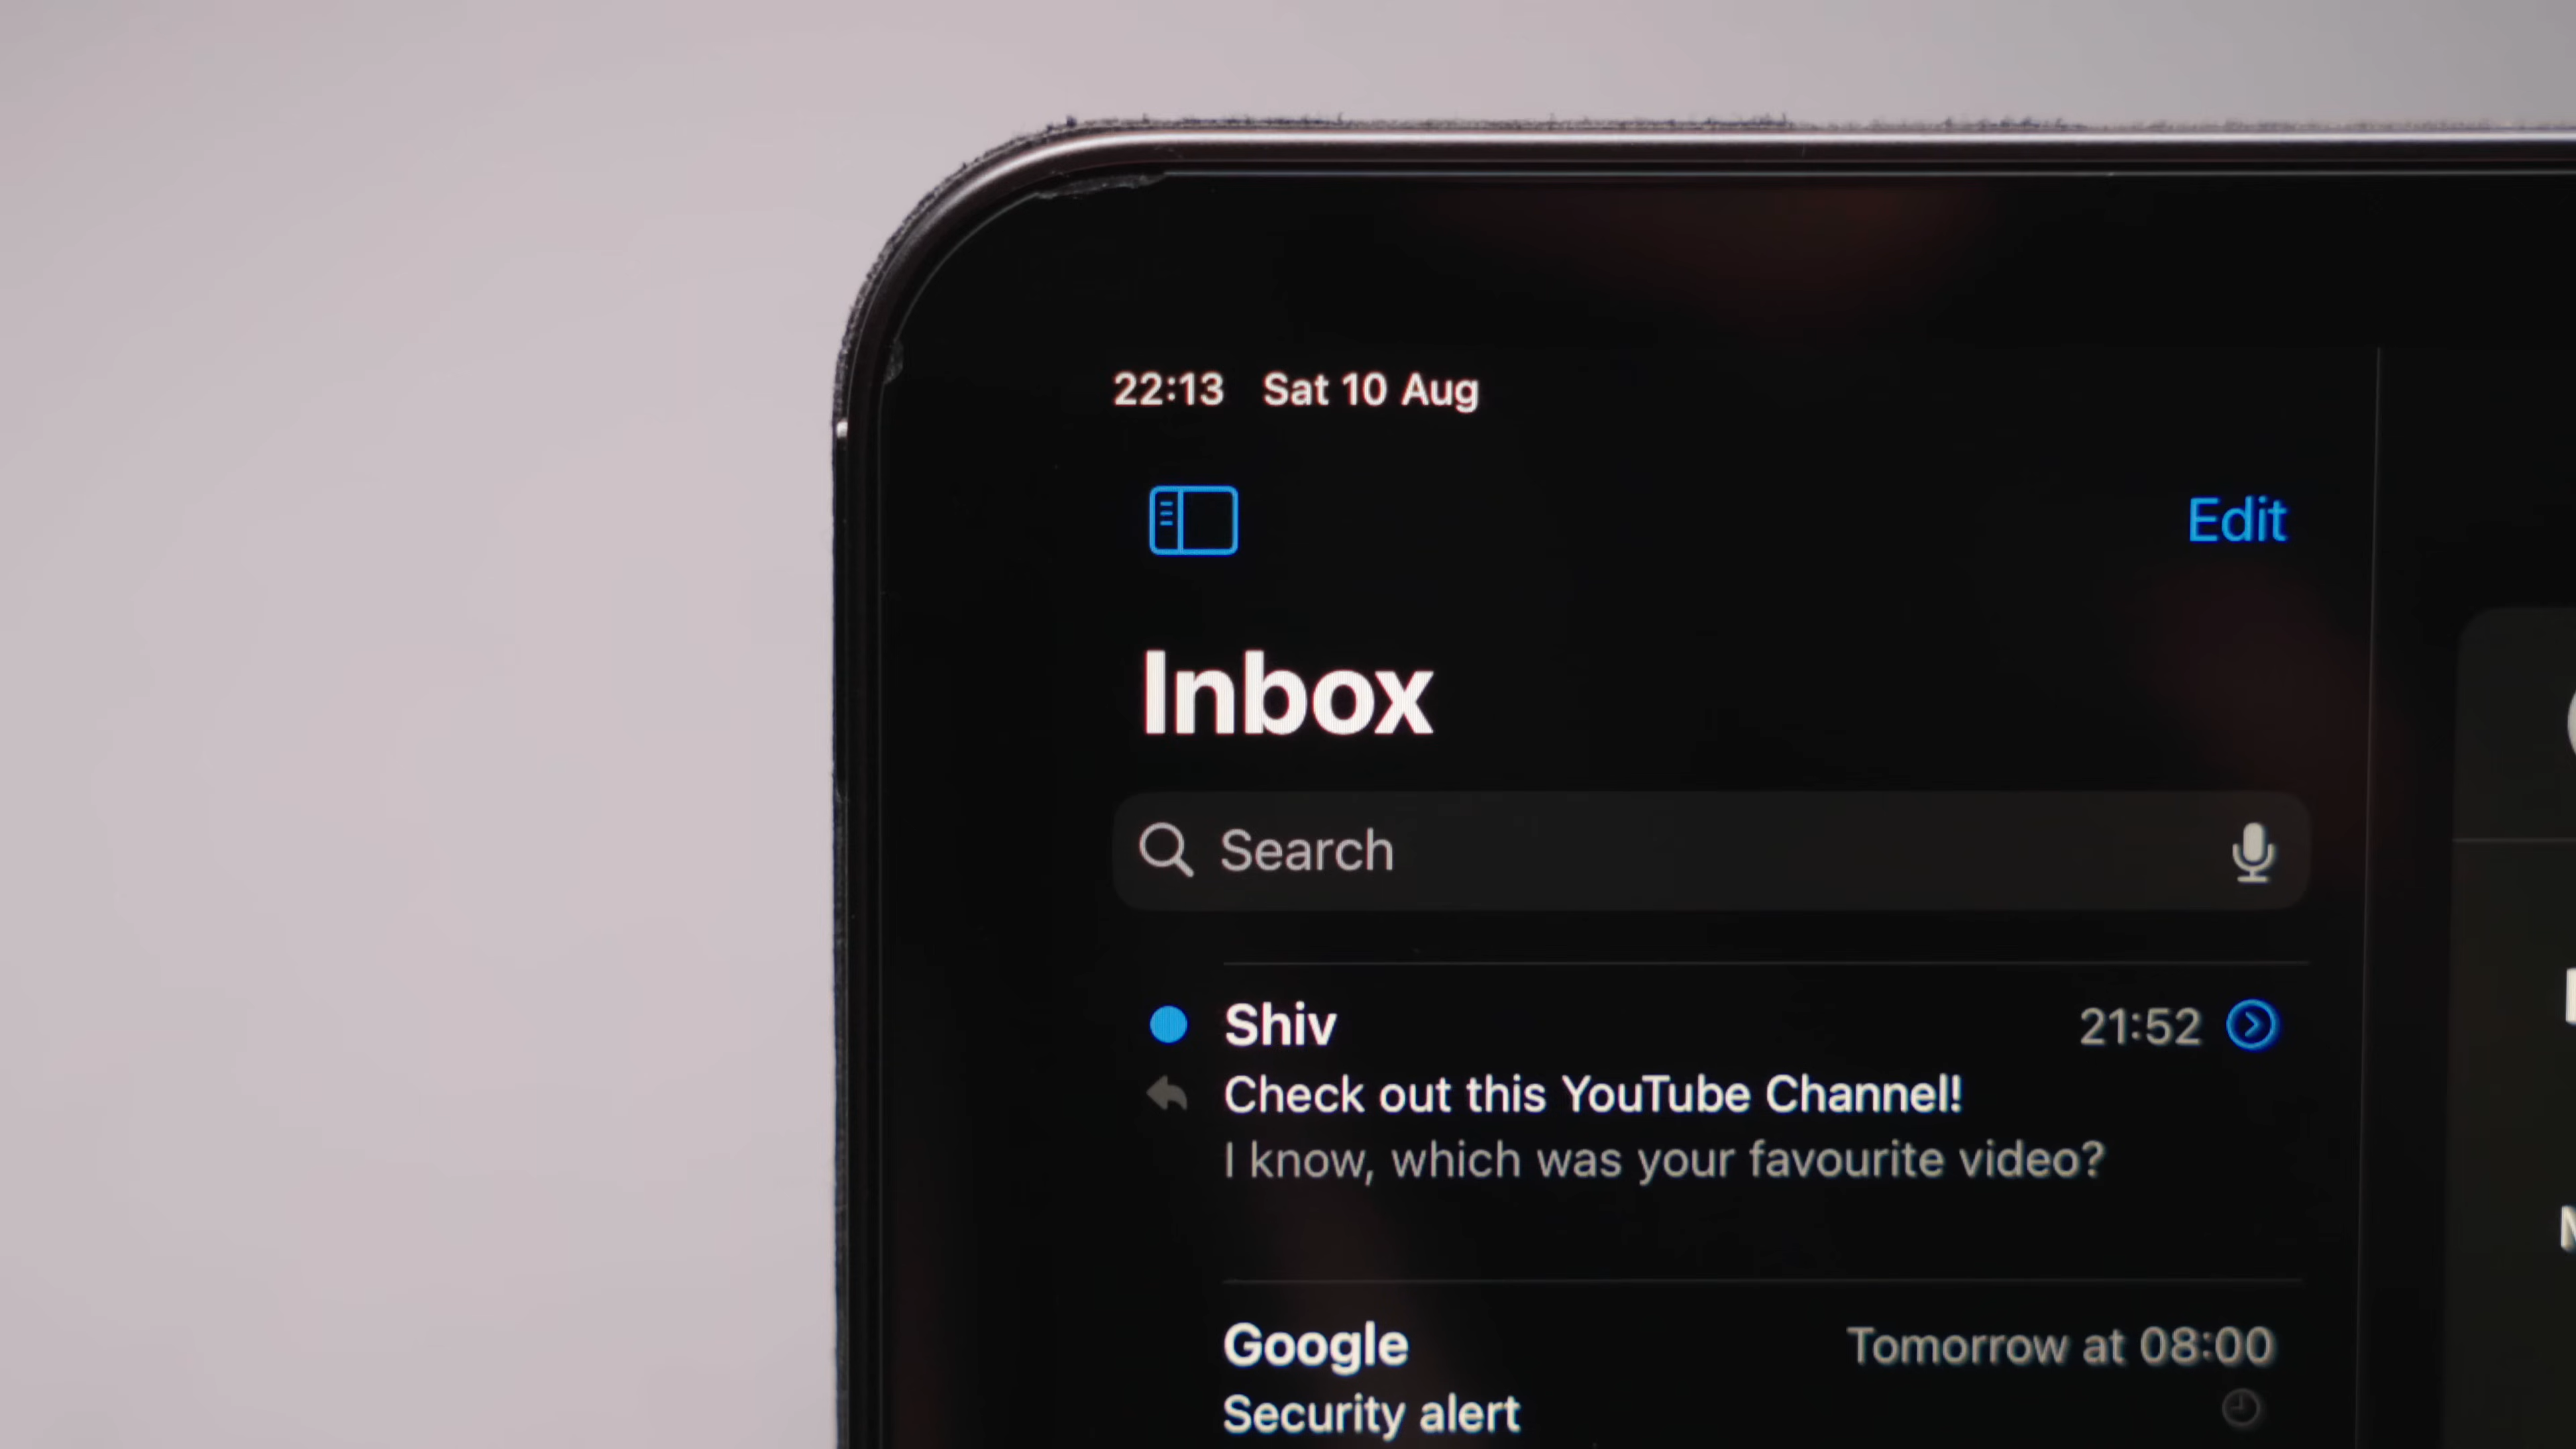 22:13 Sat 10 Aug
Edit
Inbox
Search
Shiv 21:52
Check out this YouTube Channel!
I know, which was your favourite video?
Google Tomorrow at 08:00
Security alert